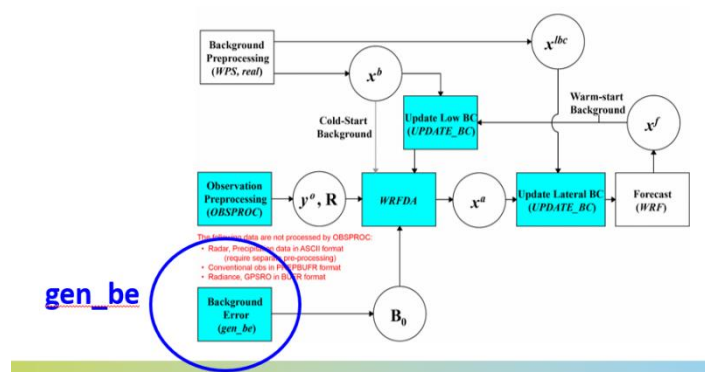 Background
Preprocessing
(WPS, real)
x^b
x^lbc
Cold-Start
Background
Update Low BC
(UPDATE_BC)
Warm-start
Background
x^f
Observation
Preprocessing
(OBSPROC)
y^o, R
WRFDA
x^a
Update Lateral BC
(UPDATE_BC)
Forecast
(WRF)
The following data are not processed by OBSPROC:
• Radar, Precipitation data in ASCII format
(require separate pre-processing)
• Conventional obs in PREPBUFR format
• Radiance, GPSRO in BUFR format
gen_be
Background
Error
(gen_be)
B₀